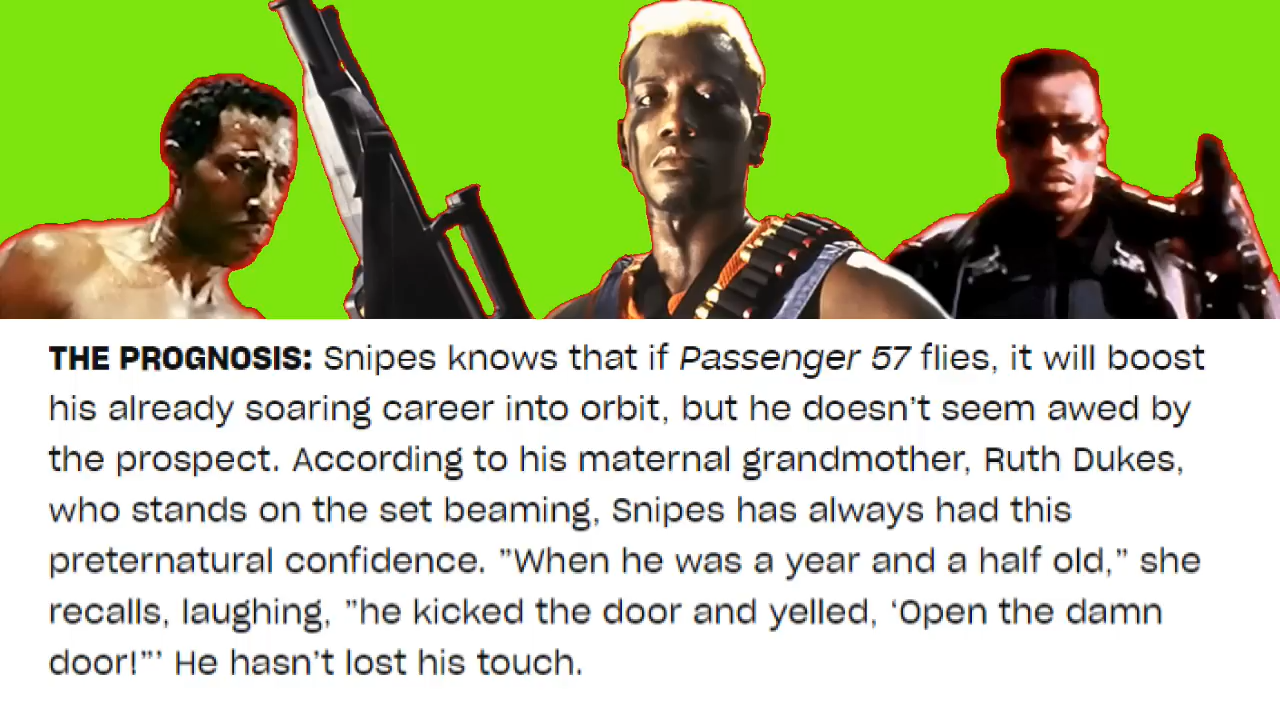 THE PROGNOSIS: Snipes knows that if Passenger 57 flies, it will boost
his already soaring career into orbit, but he doesn’t seem awed by
the prospect. According to his maternal grandmother, Ruth Dukes,
who stands on the set beaming, Snipes has always had this
preternatural confidence. ”When he was a year and a half old,” she
recalls, laughing, ”he kicked the door and yelled, ‘Open the damn
door!”’ He hasn’t lost his touch.